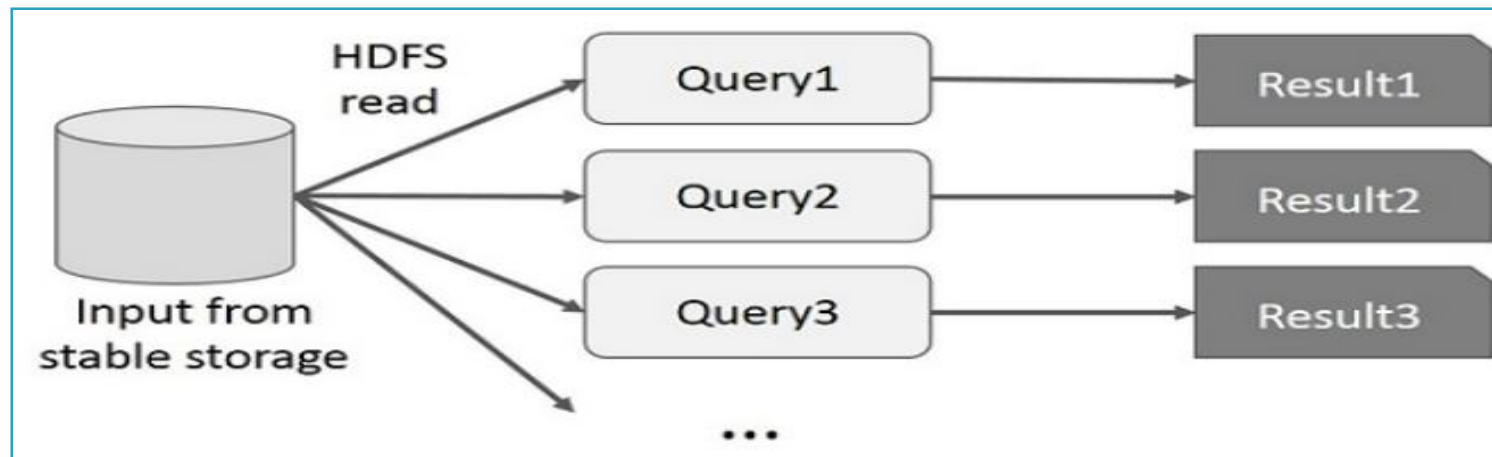 HDFS
read
Query1
Result1
Query2
Result2
Query3
Result3
Input from
stable storage
...